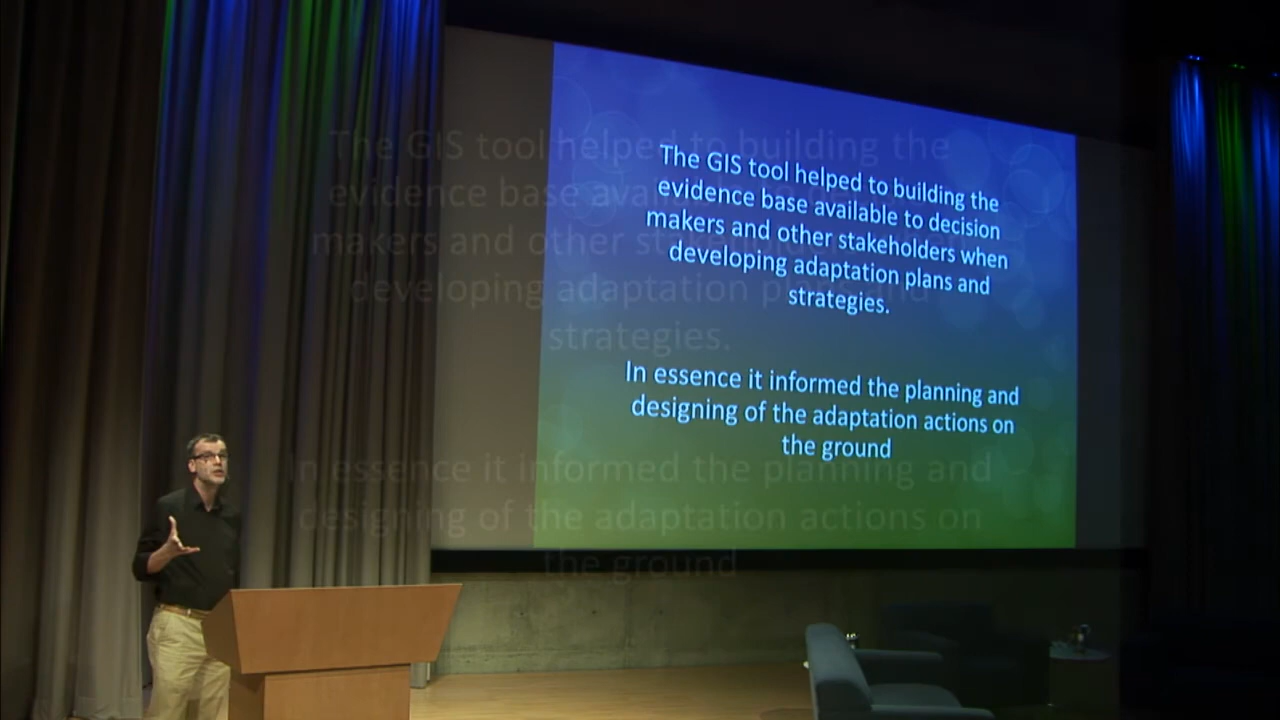 The GIS tool helped to building the
evidence base available to decision
makers and other stakeholders when
developing adaptation plans and
strategies.
In essence it informed the planning and
designing of the adaptation actions on
the ground